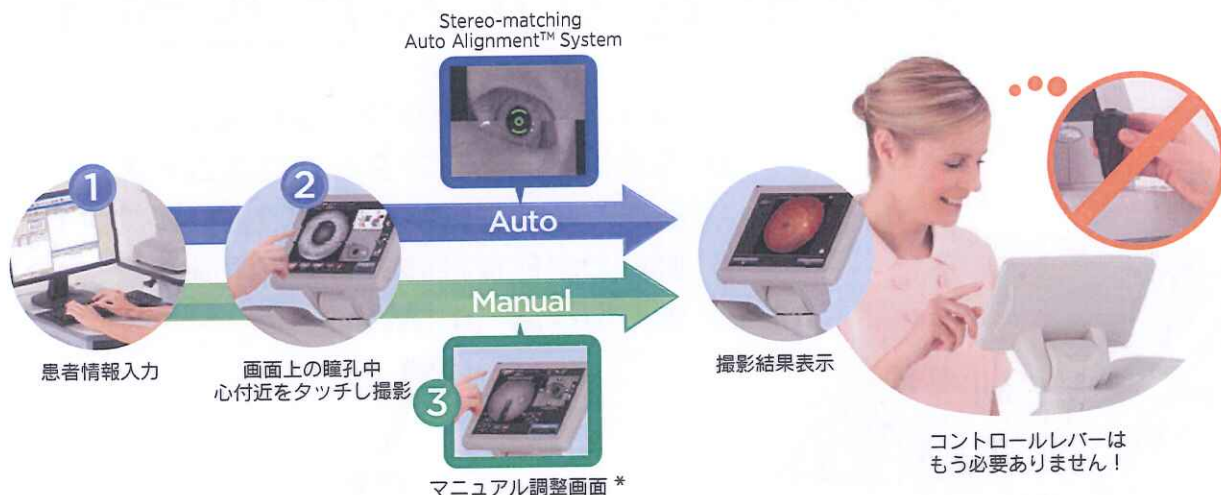 Stereo-matching
Auto Alignment™ System
1
2
Auto
Manual
患者情報入力
画面上の瞳孔中
心付近をタッチし撮影
3
マニュアル調整画面 *
撮影結果表示
コントロールレバーは
もう必要ありません！